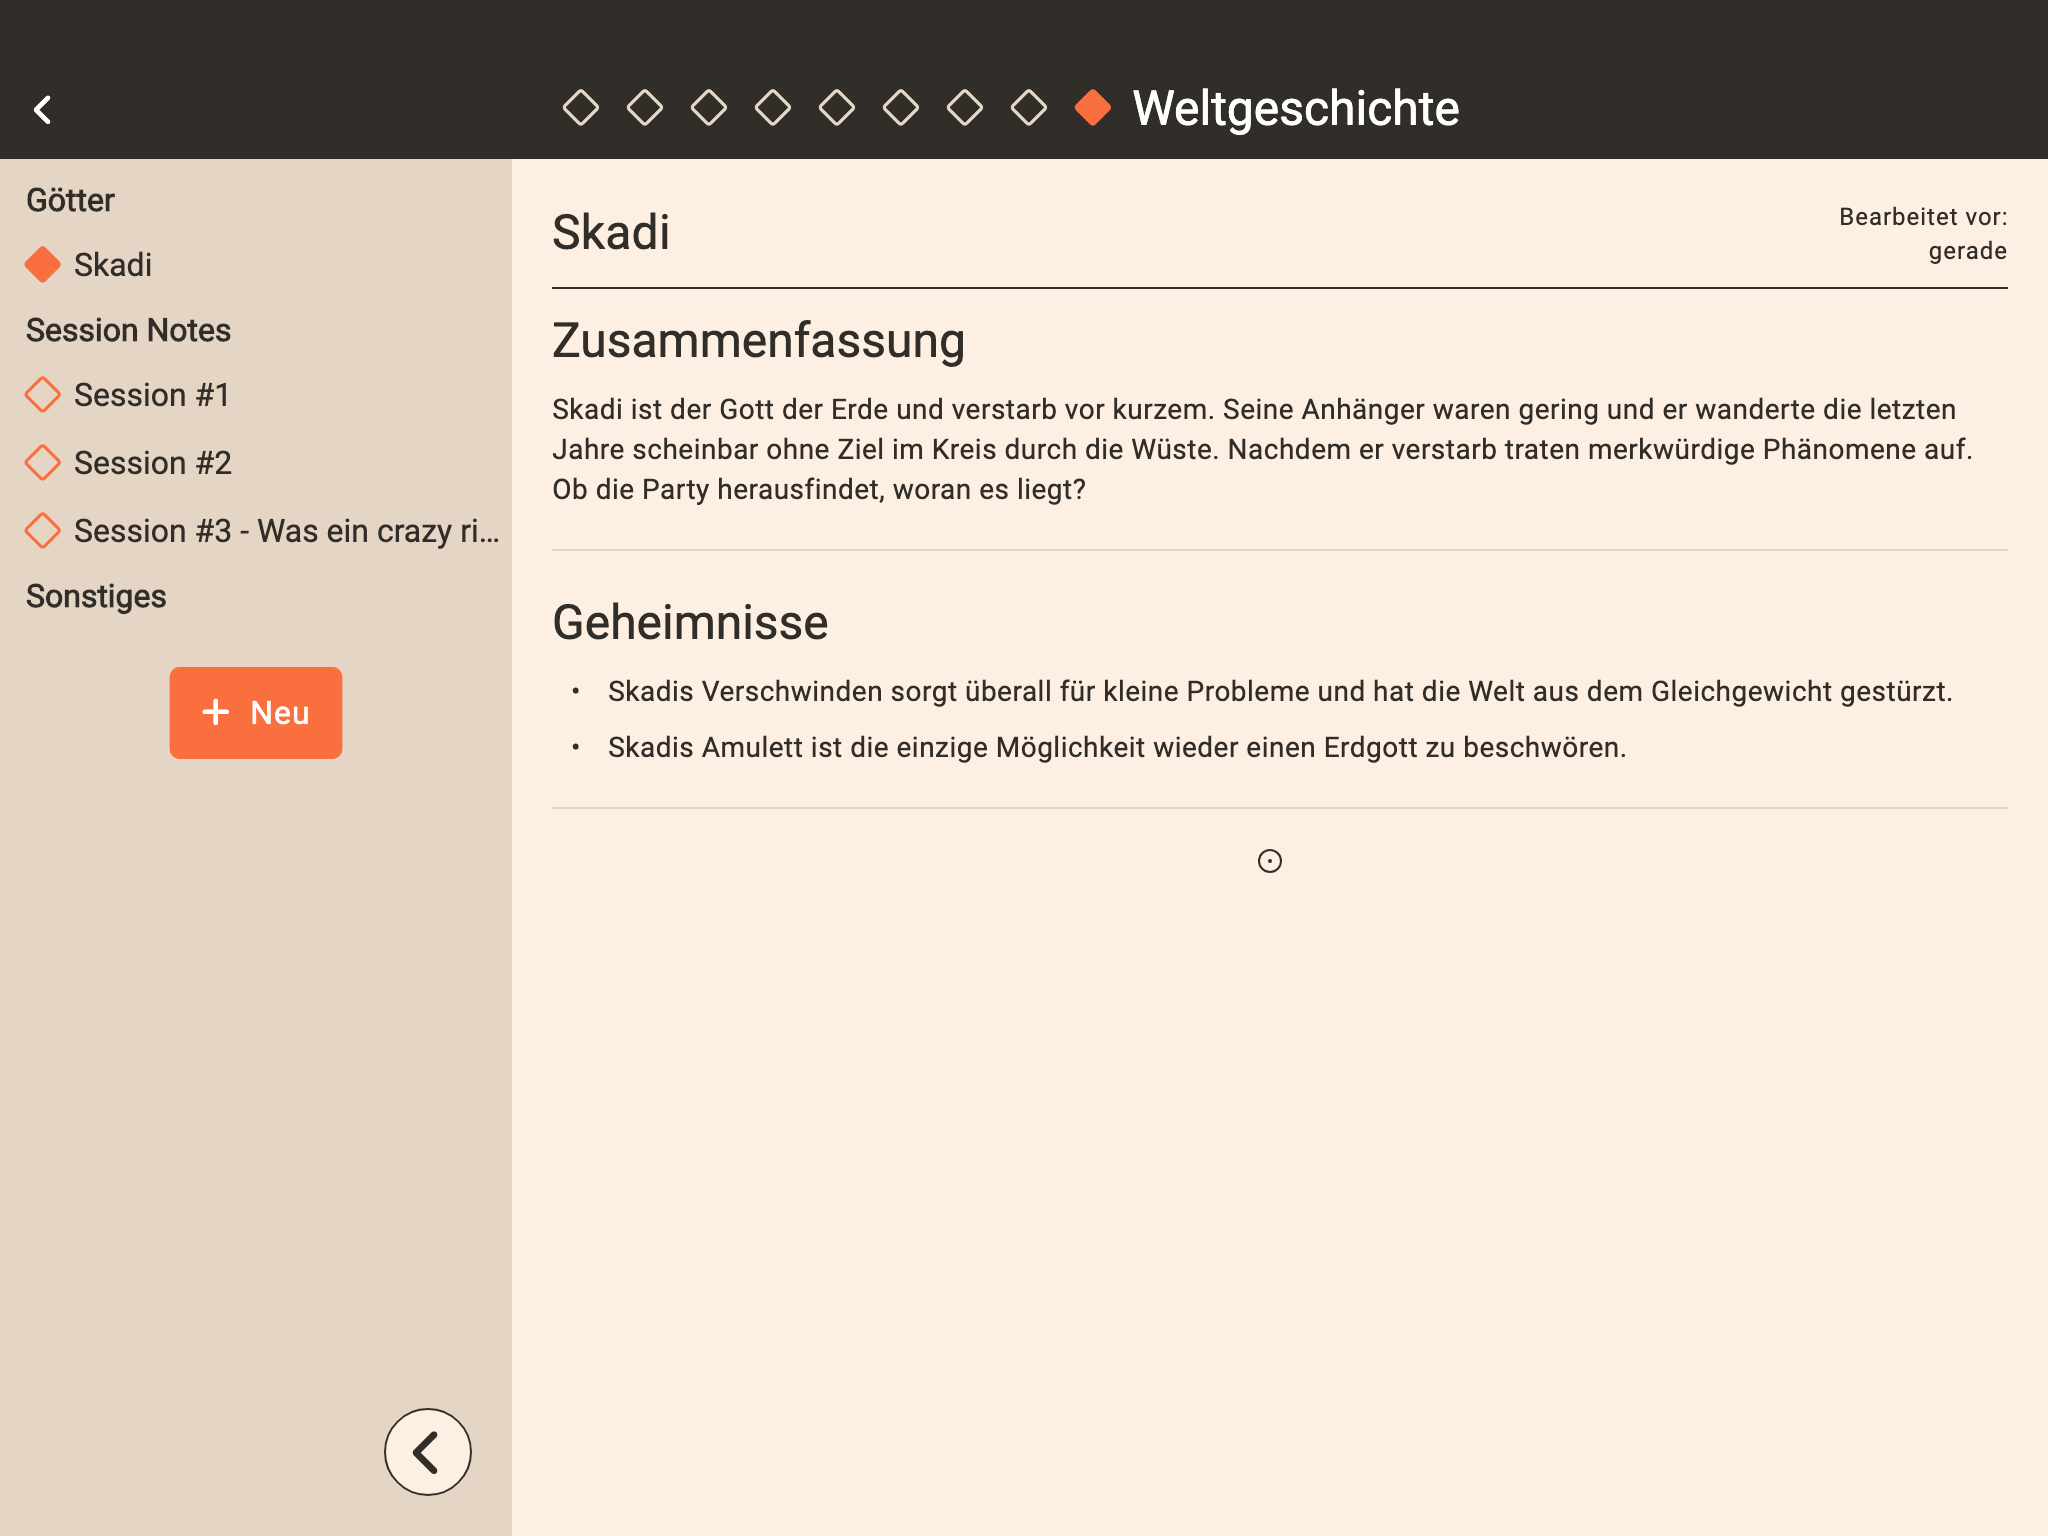 Weltgeschichte
Götter
Skadi
Session Notes
Session #1
Session #2
Session #3 - Was ein crazy ri...
Sonstiges
+ Neu
Skadi
Bearbeitet vor:
gerade
Zusammenfassung
Skadi ist der Gott der Erde und verstarb vor kurzem. Seine Anhänger waren gering und er wanderte die letzten
Jahre scheinbar ohne Ziel im Kreis durch die Wüste. Nachdem er verstarb traten merkwürdige Phänomene auf.
Ob die Party herausfindet, woran es liegt?
Geheimnisse
• Skadis Verschwinden sorgt überall für kleine Probleme und hat die Welt aus dem Gleichgewicht gestürzt.
• Skadis Amulett ist die einzige Möglichkeit wieder einen Erdgott zu beschwören.